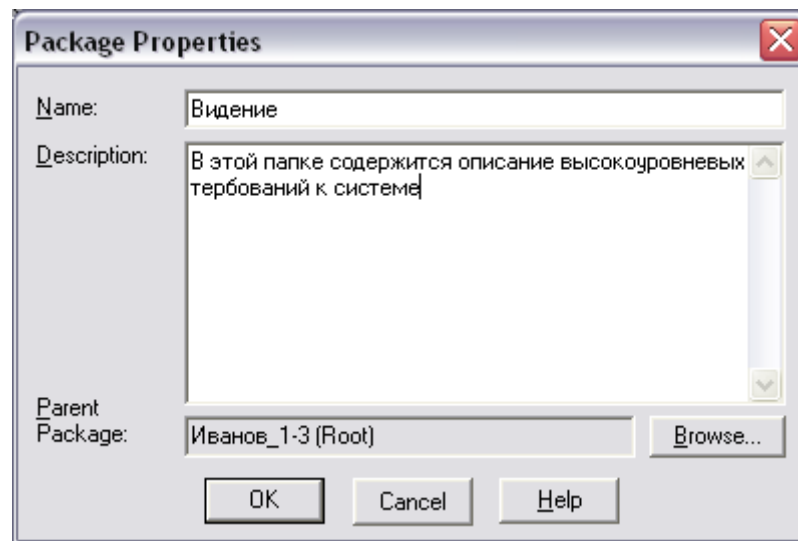 Package Properties
Name:
Видение
Description:
В этой папке содержится описание высокоуровневых
тербований к системе
Parent
Package:
Иванов_1-3 (Root)
Browse...
OK
Cancel
Help